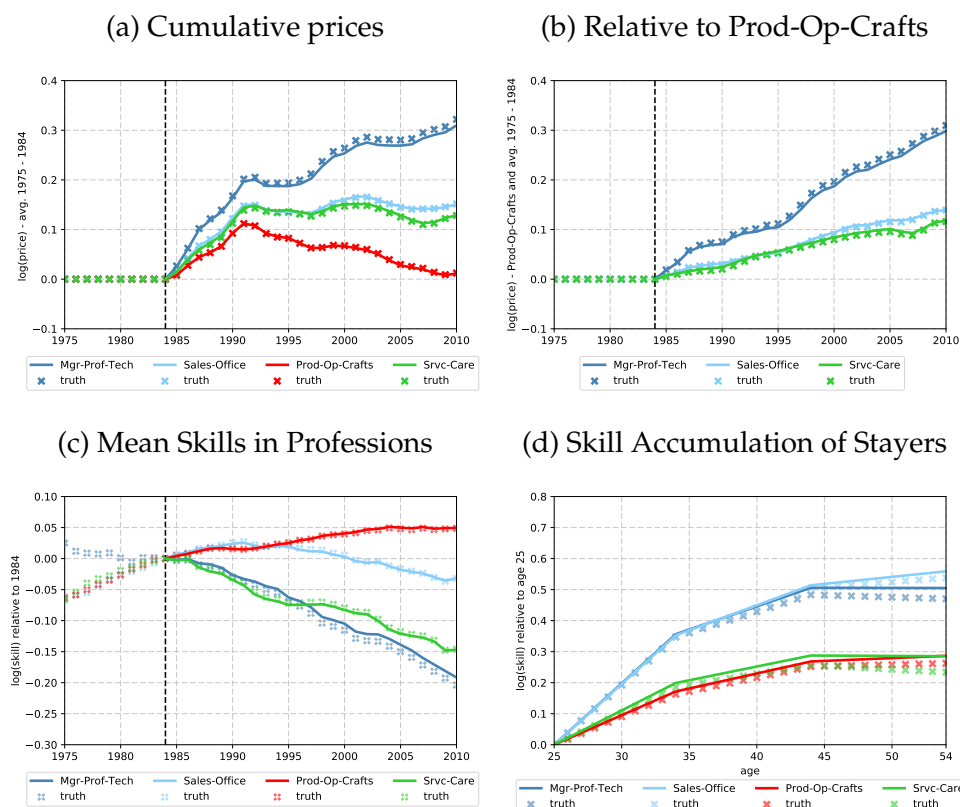 (a) Cumulative prices
(b) Relative to Prod-Op-Crafts
log(price) - avg. 1975 - 1984
0.4
0.3
0.2
0.1
0.0
−0.1
1975 1980 1985 1990 1995 2000 2005 2010
Mgr-Prof-Tech Sales-Office Prod-Op-Crafts Srvc-Care
truth truth truth truth
log(price) - Prod-Op-Crafts and avg. 1975 - 1984
0.4
0.3
0.2
0.1
0.0
−0.1
1975 1980 1985 1990 1995 2000 2005 2010
Mgr-Prof-Tech Sales-Office Srvc-Care
truth truth truth
(c) Mean Skills in Professions
(d) Skill Accumulation of Stayers
log(skill) relative to 1984
0.10
0.05
0.00
−0.05
−0.10
−0.15
−0.20
−0.30
1975 1980 1985 1990 1995 2000 2005 2010
Mgr-Prof-Tech Sales-Office Prod-Op-Crafts Srvc-Care
truth truth truth truth
log(skill) relative to age 25
0.8
0.7
0.6
0.5
0.4
0.3
0.2
0.1
0.0
25 30 35 40 45 50 54
age
Mgr-Prof-Tech Sales-Office Prod-Op-Crafts Srvc-Care
truth truth truth truth